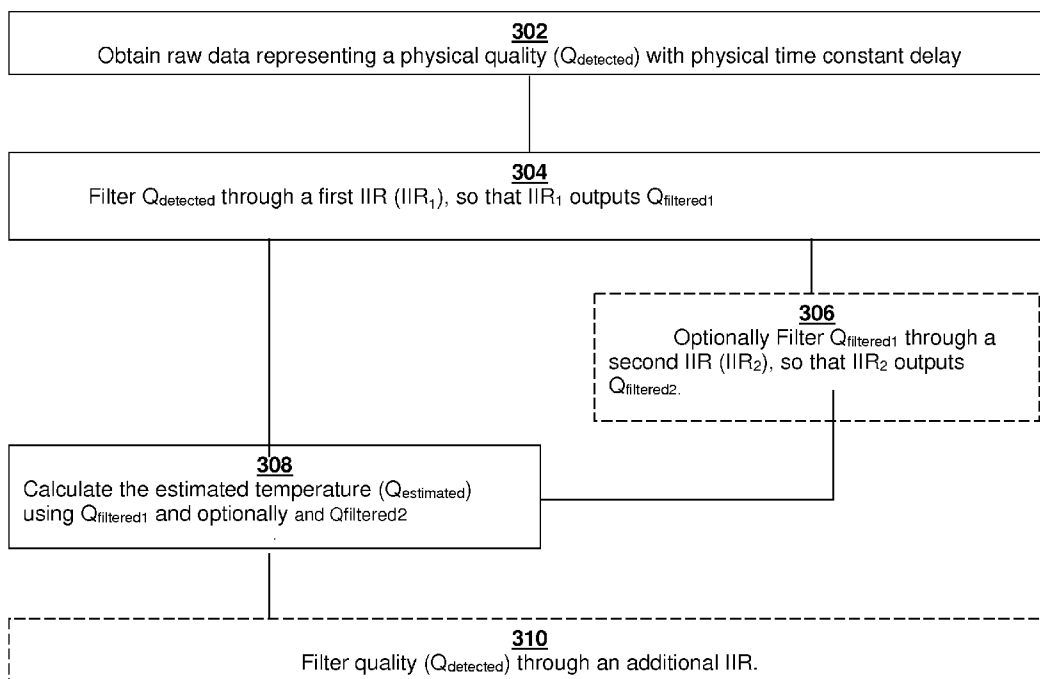 302
Obtain raw data representing a physical quality (Qdetected) with physical time constant delay
304
Filter Qdetected through a first IIR (IIR1), so that IIR1 outputs Qfiltered1
306
Optionally Filter Qfiltered1 through a
second IIR (IIR2), so that IIR2 outputs
Qfiltered2.
308
Calculate the estimated temperature (Qestimated)
using Qfiltered1 and optionally and Qfiltered2
.
310
Filter quality (Qdetected) through an additional IIR.